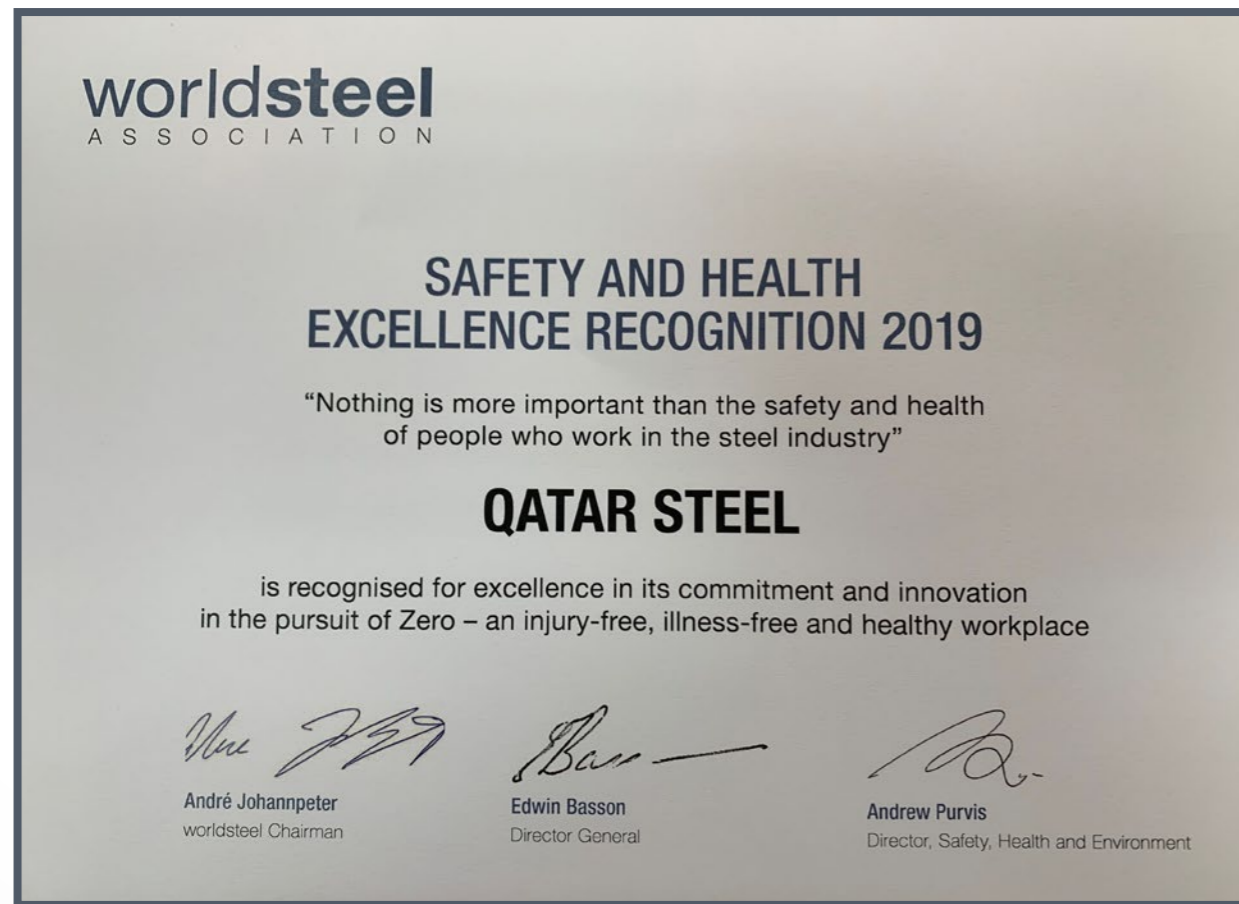 worldsteel
ASSOCIATION
SAFETY AND HEALTH
EXCELLENCE RECOGNITION 2019
“Nothing is more important than the safety and health
of people who work in the steel industry”
QATAR STEEL
is recognised for excellence in its commitment and innovation
in the pursuit of Zero – an injury-free, illness-free and healthy workplace
André Johannpeter
worldsteel Chairman
Edwin Basson
Director General
Andrew Purvis
Director, Safety, Health and Environment